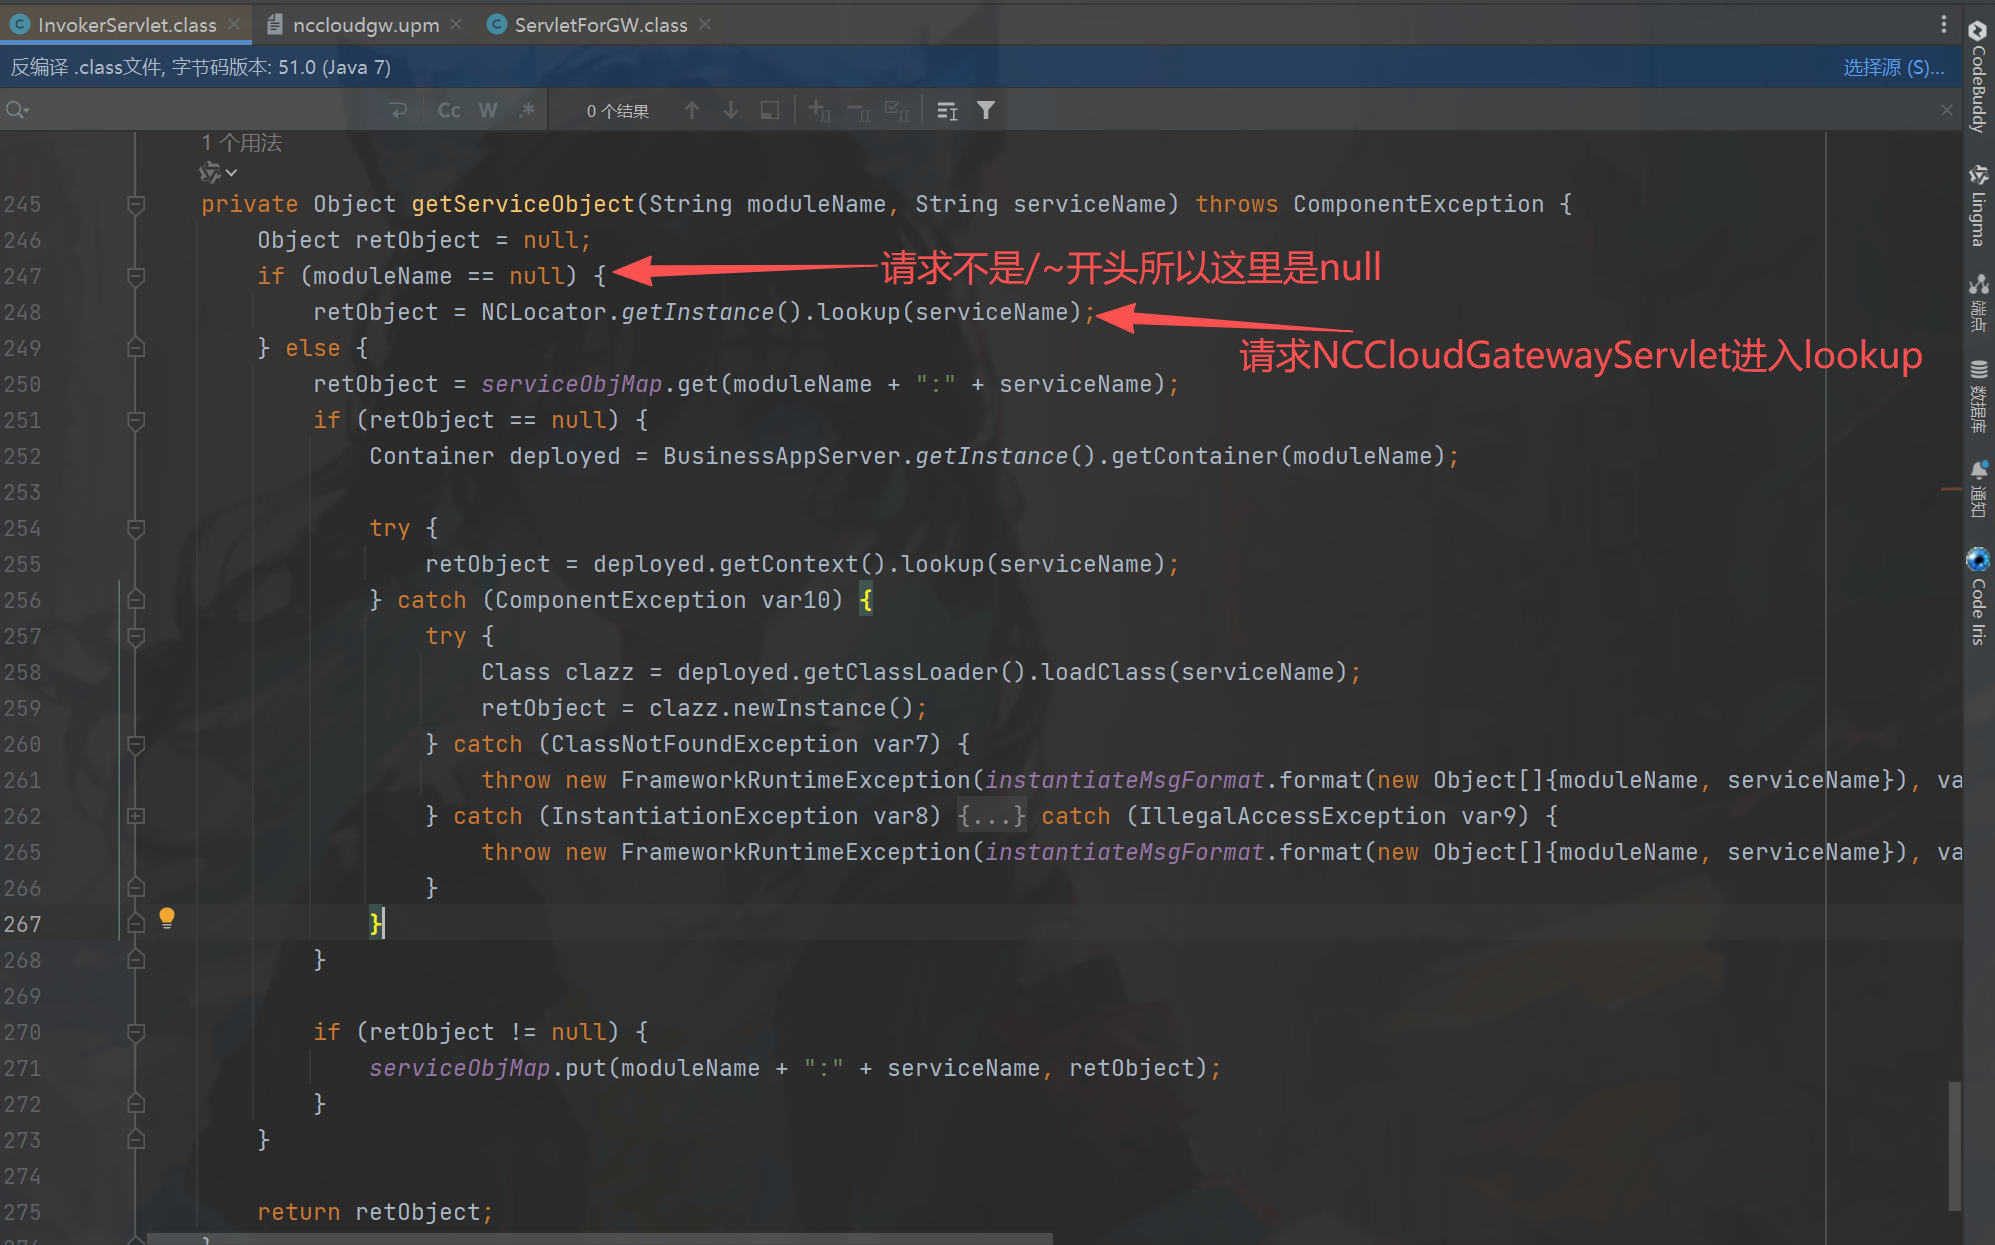 InvokerServlet.class
nccloudgw.upm
ServletForGW.class
反编译 .class文件, 字节码版本: 51.0 (Java 7)
选择源 (S)...
Cc W .* 0 个结果
1 个用法
245 private Object getServiceObject(String moduleName, String serviceName) throws ComponentException {
246 Object retObject = null;
247 if (moduleName == null) {
请求不是/~开头所以这里是null
248 retObject = NCLocator.getInstance().lookup(serviceName);
请求NCCloudGatewayServlet进入lookup
249 } else {
250 retObject = serviceObjMap.get(moduleName + ":" + serviceName);
251 if (retObject == null) {
252 Container deployed = BusinessAppServer.getInstance().getContainer(moduleName);
253
254 try {
255 retObject = deployed.getContext().lookup(serviceName);
256 } catch (ComponentException var10) {
257 try {
258 Class clazz = deployed.getClassLoader().loadClass(serviceName);
259 retObject = clazz.newInstance();
260 } catch (ClassNotFoundException var7) {
261 throw new FrameworkRuntimeException(instantiateMsgFormat.format(new Object[]{moduleName, serviceName}), va
262 } catch (InstantiationException var8) {...} catch (IllegalAccessException var9) {
265 throw new FrameworkRuntimeException(instantiateMsgFormat.format(new Object[]{moduleName, serviceName}), va
266 }
267 }
268 }
269
270 if (retObject != null) {
271 serviceObjMap.put(moduleName + ":" + serviceName, retObject);
272 }
273 }
274
275 return retObject;
CodeBuddy
Lingma
端点
数据库
通知
Code Iris